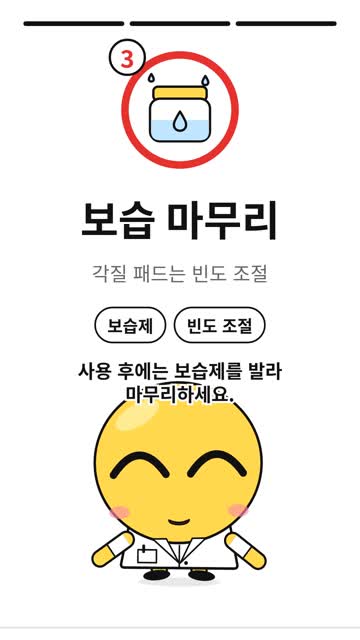 3
보습 마무리
각질 패드는 빈도 조절
보습제
빈도 조절
사용 후에는 보습제를 발라
마무리하세요.